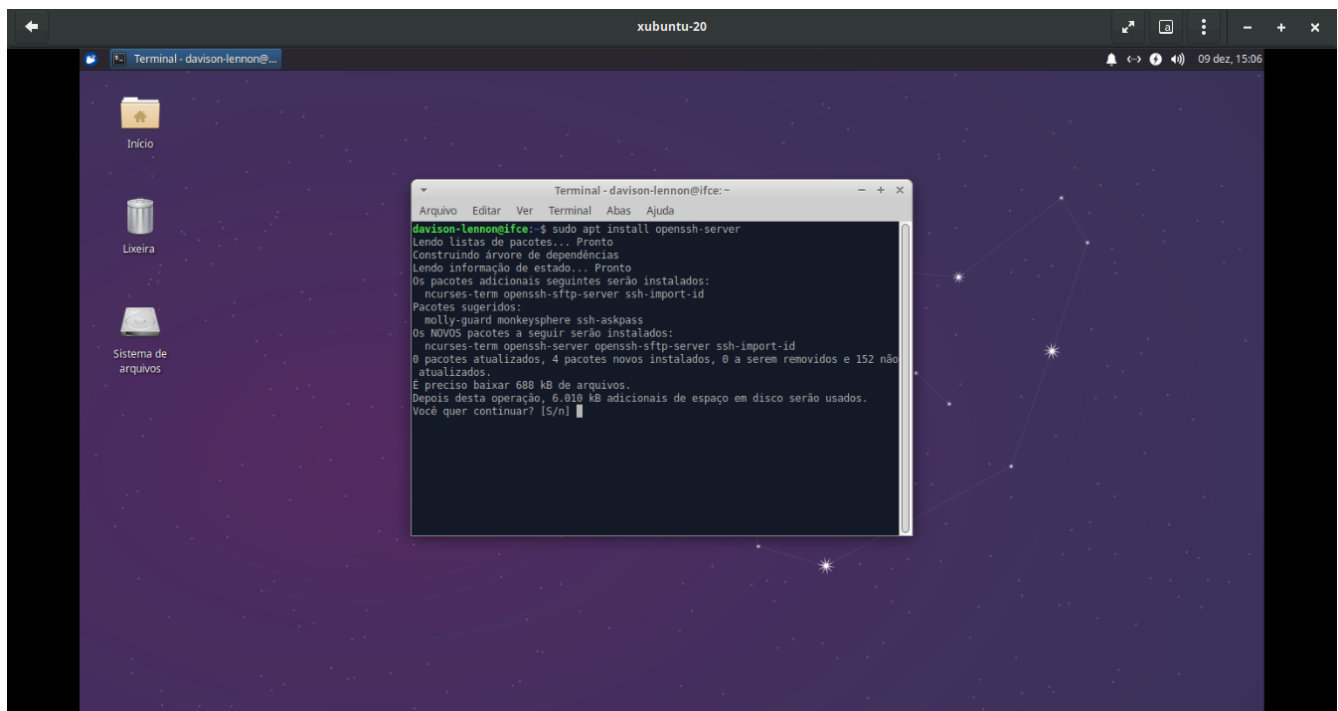 xubuntu-20
Terminal - davison-lennon@...
09 dez, 15:06
Início
Lixeira
Sistema de
arquivos
Terminal - davison-lennon@ifce: ~
Arquivo Editar Ver Terminal Abas Ajuda
davison-lennon@ifce:~$ sudo apt install openssh-server
Lendo listas de pacotes... Pronto
Construindo árvore de dependências
Lendo informação de estado... Pronto
Os pacotes adicionais seguintes serão instalados:
  ncurses-term openssh-sftp-server ssh-import-id
Pacotes sugeridos:
  molly-guard monkeysphere ssh-askpass
Os NOVOS pacotes a seguir serão instalados:
  ncurses-term openssh-server openssh-sftp-server ssh-import-id
0 pacotes atualizados, 4 pacotes novos instalados, 0 a serem removidos e 152 não
 atualizados.
É preciso baixar 688 kB de arquivos.
Depois desta operação, 6.010 kB adicionais de espaço em disco serão usados.
Você quer continuar? [S/n]